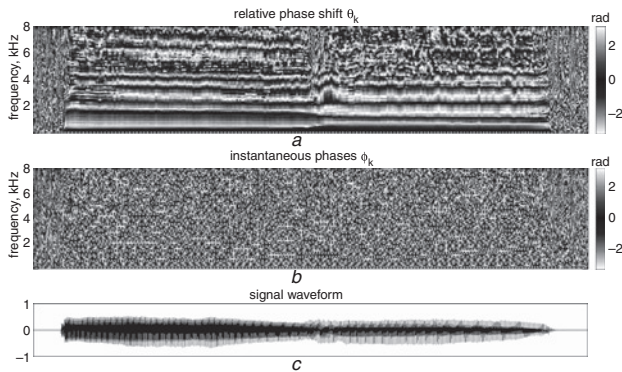 relative phase shift θk
rad
frequency, kHz
8
6
4
2
2
0
−2
a
instantaneous phases ϕk
rad
frequency, kHz
8
6
4
2
2
0
−2
b
signal waveform
1
0
−1
c